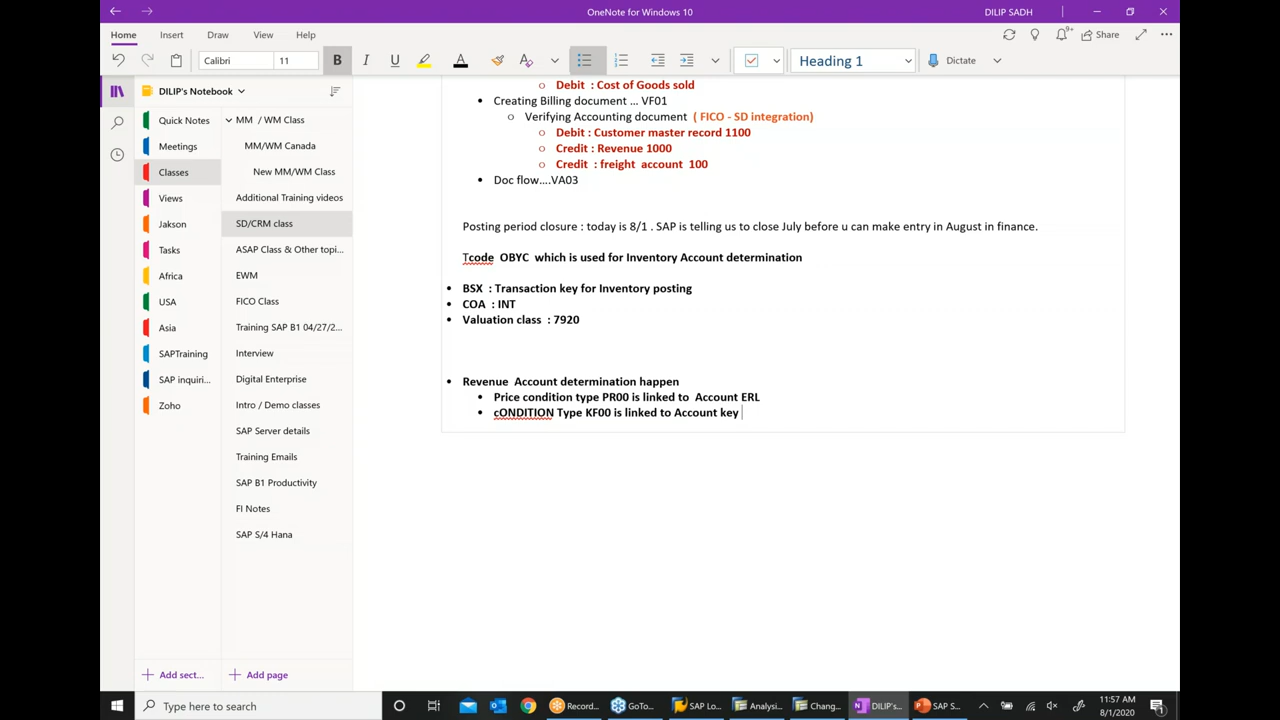 OneNote for Windows 10
DILIP SADH
Home Insert Draw View Help
Share
Calibri 11 B I U A Heading 1 Dictate
DILIP's Notebook
Quick Notes
Meetings
Classes
Views
Jakson
Tasks
Africa
USA
Asia
SAPTraining
SAP inquiri...
Zoho
MM / WM Class
MM/WM Canada
New MM/WM Class
Additional Training videos
SD/CRM class
ASAP Class & Other topi...
EWM
FICO Class
Training SAP B1 04/27/2...
Interview
Digital Enterprise
Intro / Demo classes
SAP Server details
Training Emails
SAP B1 Productivity
FI Notes
SAP S/4 Hana
+ Add sect...
+ Add page
o Debit : Cost of Goods sold
• Creating Billing document ... VF01
o Verifying Accounting document ( FICO - SD integration)
o Debit : Customer master record 1100
o Credit : Revenue 1000
o Credit : freight account 100
• Doc flow....VA03
Posting period closure : today is 8/1 . SAP is telling us to close July before u can make entry in August in finance.
Tcode OBYC which is used for Inventory Account determination
• BSX : Transaction key for Inventory posting
• COA : INT
• Valuation class : 7920
• Revenue Account determination happen
• Price condition type PR00 is linked to Account ERL
• cONDITION Type KF00 is linked to Account key
Type here to search
Record...
GoTo...
SAP Lo...
Analysi...
Chang...
DILIP's...
SAP S...
11:57 AM
8/1/2020